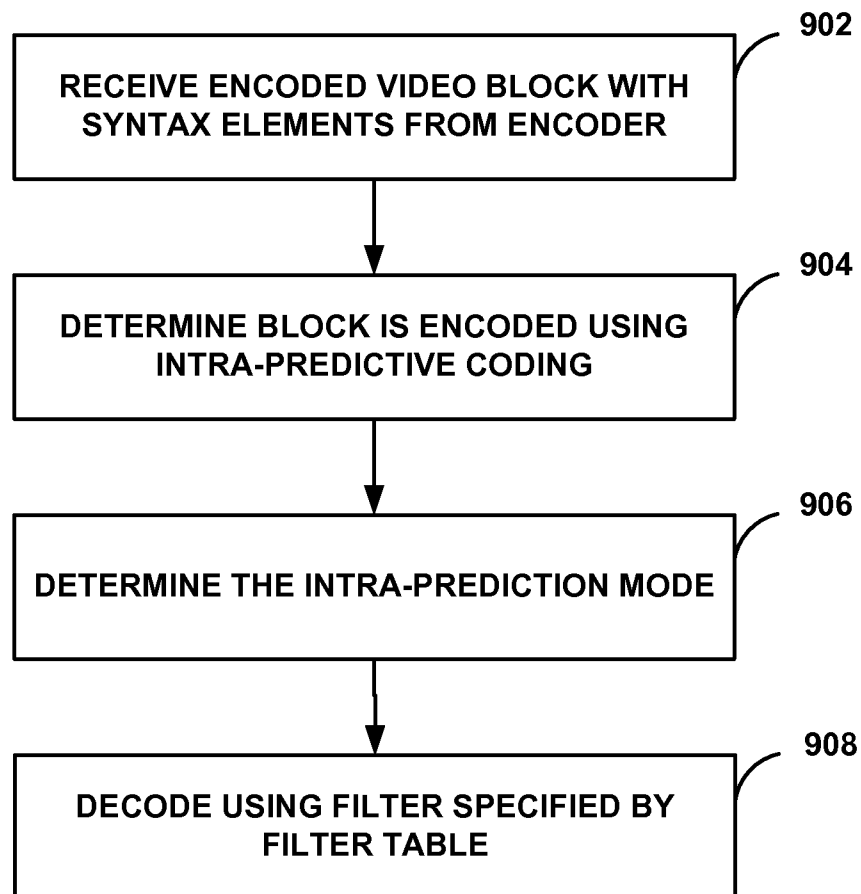 902
RECEIVE ENCODED VIDEO BLOCK WITH
SYNTAX ELEMENTS FROM ENCODER
904
DETERMINE BLOCK IS ENCODED USING
INTRA-PREDICTIVE CODING
906
DETERMINE THE INTRA-PREDICTION MODE
908
DECODE USING FILTER SPECIFIED BY
FILTER TABLE